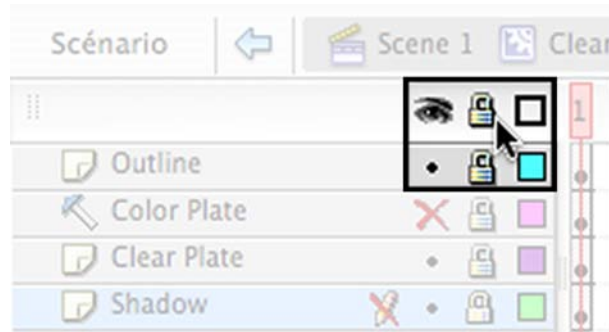 Scénario Scene 1 Clear
1
Outline
Color Plate
Clear Plate
Shadow